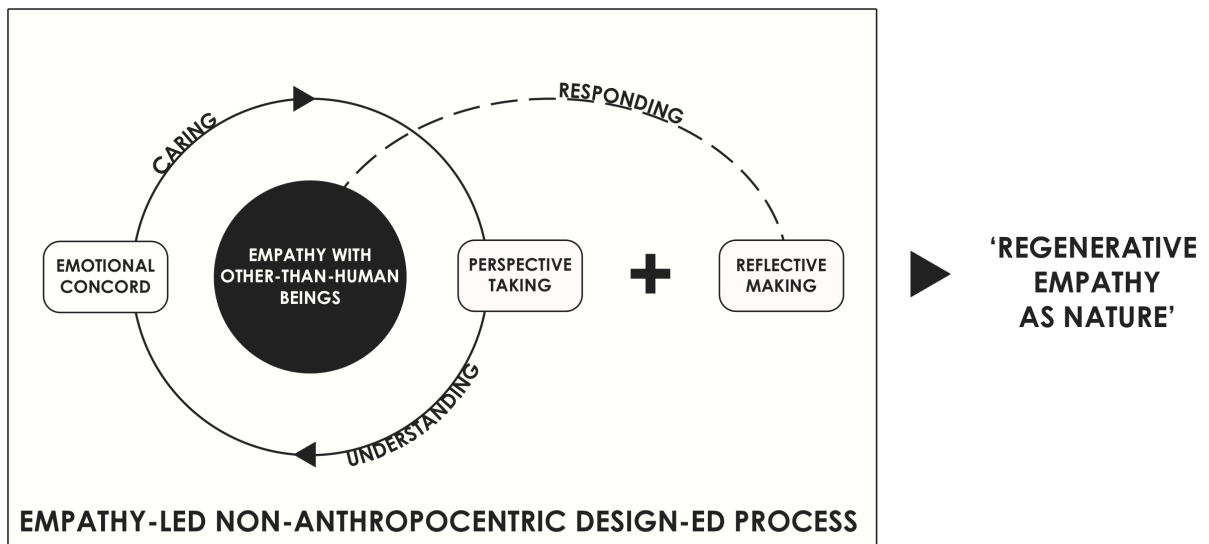 RESPONDING
CARING
EMPATHY WITH
OTHER-THAN-HUMAN
BEINGS
EMOTIONAL
CONCORD
PERSPECTIVE
TAKING
+
REFLECTIVE
MAKING
‘REGENERATIVE
EMPATHY
AS NATURE’
UNDERSTANDING
EMPATHY-LED NON-ANTHROPOCENTRIC DESIGN-ED PROCESS